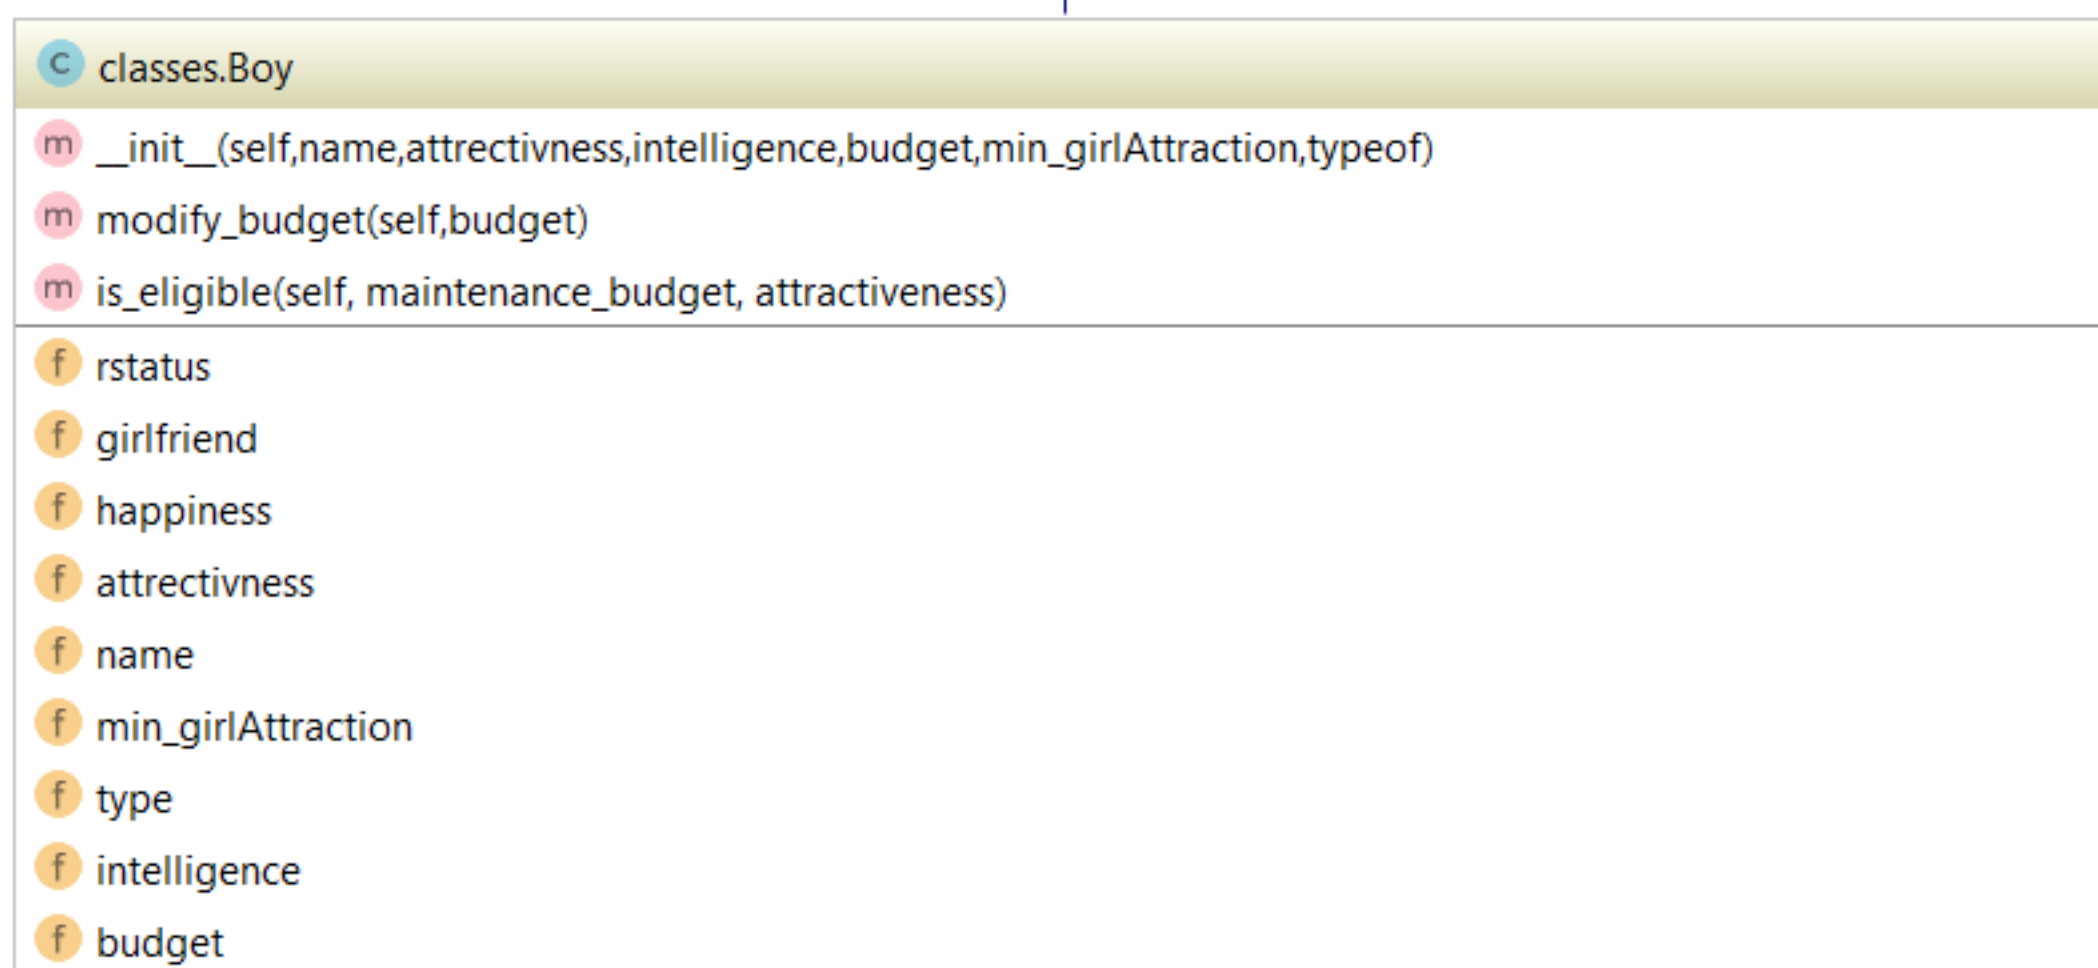 C classes.Boy
m __init__(self,name,attrectivness,intelligence,budget,min_girlAttraction,typeof)
m modify_budget(self,budget)
m is_eligible(self, maintenance_budget, attractiveness)
f rstatus
f girlfriend
f happiness
f attrectivness
f name
f min_girlAttraction
f type
f intelligence
f budget